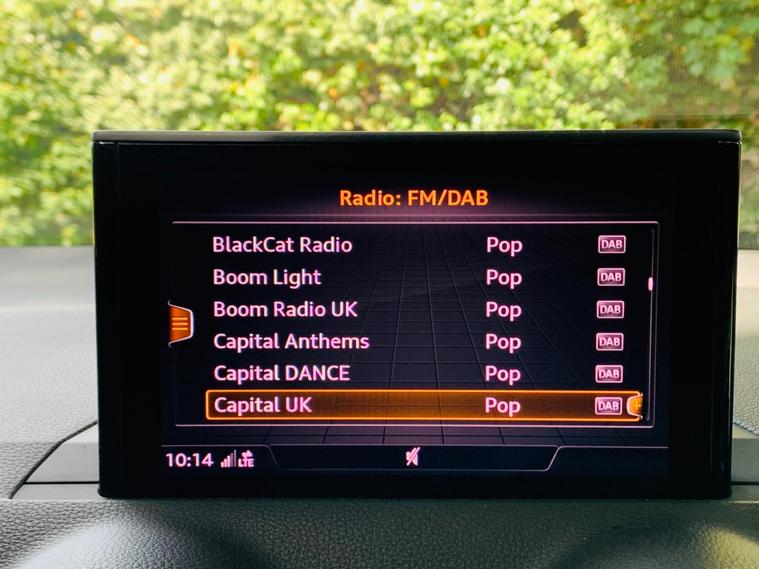 Radio: FM/DAB
BlackCat Radio Pop DAB
Boom Light Pop DAB
Boom Radio UK Pop DAB
Capital Anthems Pop DAB
Capital DANCE Pop DAB
Capital UK Pop DAB
10:14 LTE